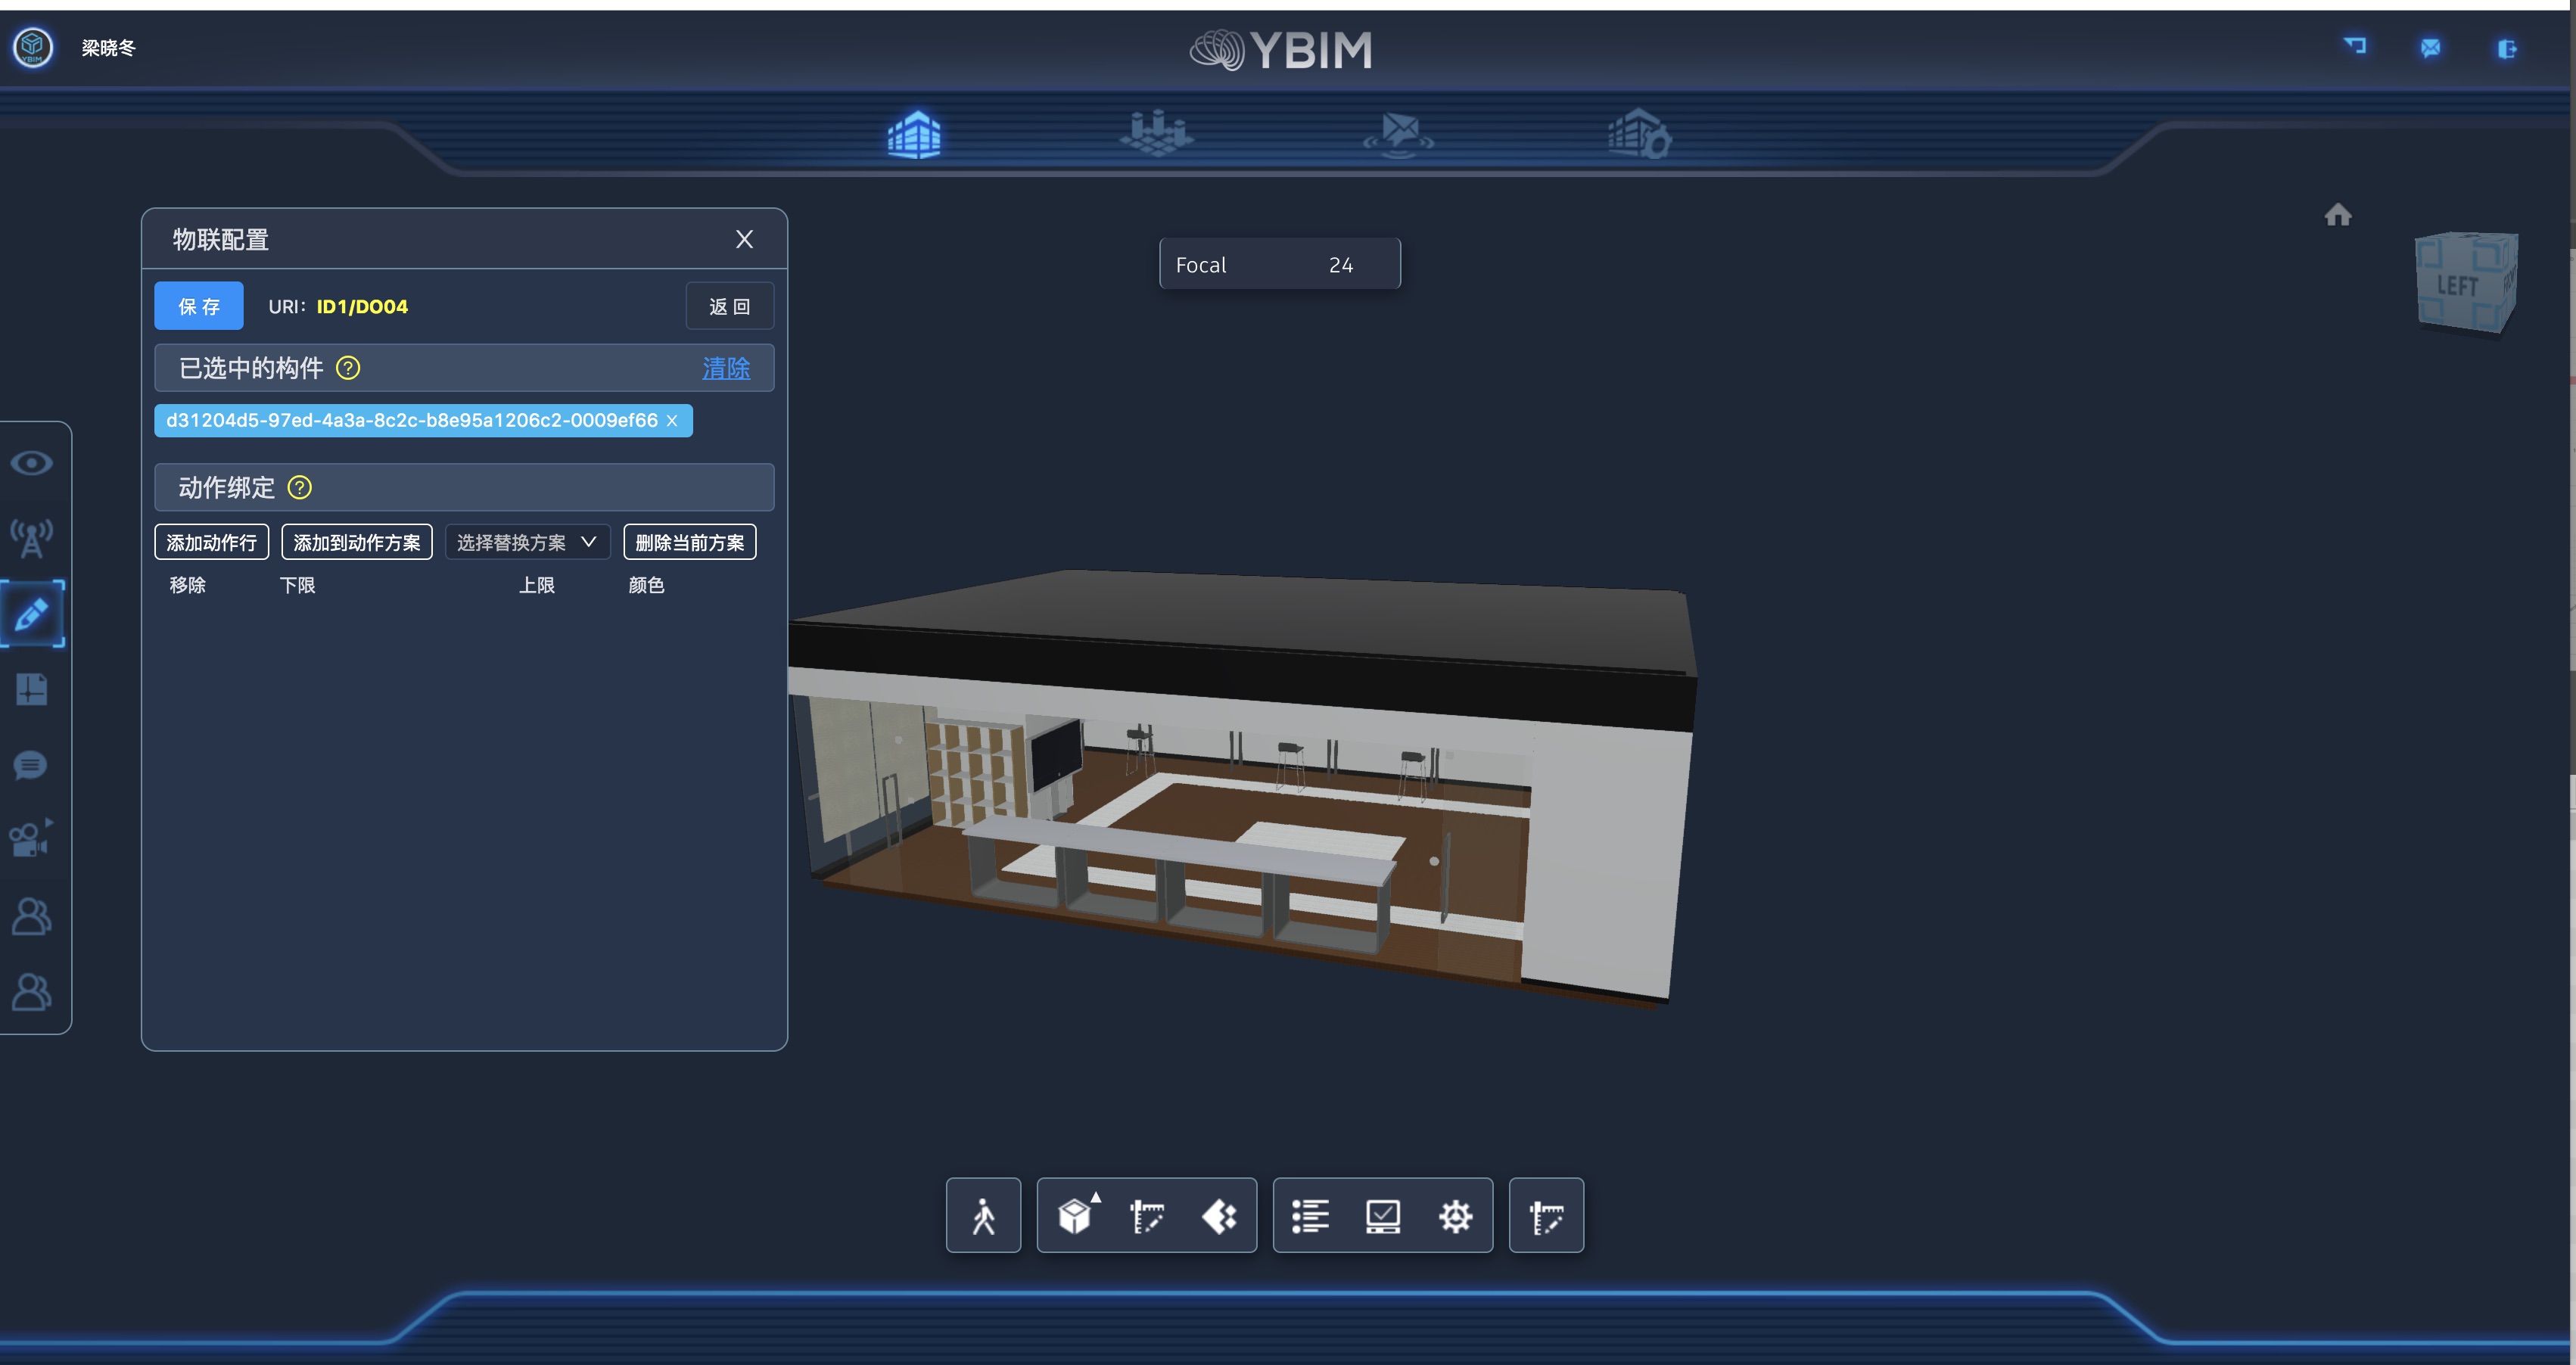 梁晓冬
YBIM
YBIM
物联配置
X
保 存
URI: ID1/DO04
返 回
已选中的构件 ?
清除
d31204d5-97ed-4a3a-8c2c-b8e95a1206c2-0009ef66 x
动作绑定 ?
添加动作行
添加到动作方案
选择替换方案
删除当前方案
移除
下限
上限
颜色
Focal 24
LEFT